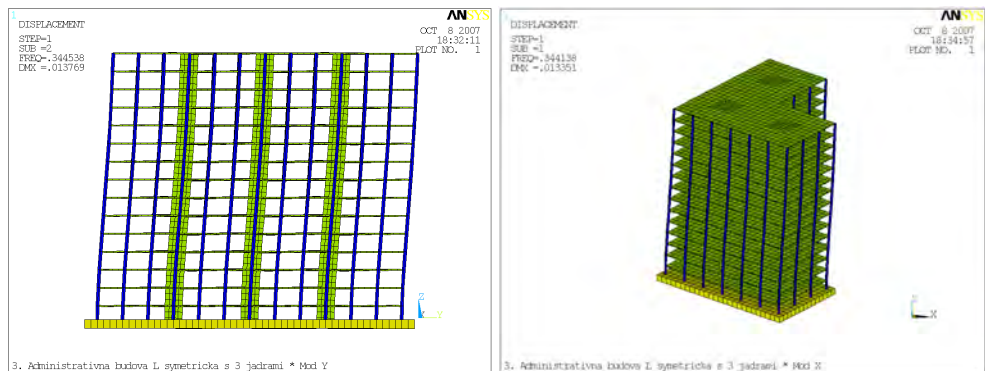 1
DISPLACEMENT
STEP=1
SUB =2
FREQ=.344538
DMX =.013769
ANSYS
OCT 8 2007
18:32:11
PLOT NO. 1
Z
Y
3. Administrativna budova L symetricka s 3 jadrami * Mod Y
1
DISPLACEMENT
STEP=1
SUB =1
FREQ=.344138
DMX =.013351
ANSYS
OCT 8 2007
18:34:57
PLOT NO. 1
Z
X
3. Administrativna budova L symetricka s 3 jadrami * Mod X